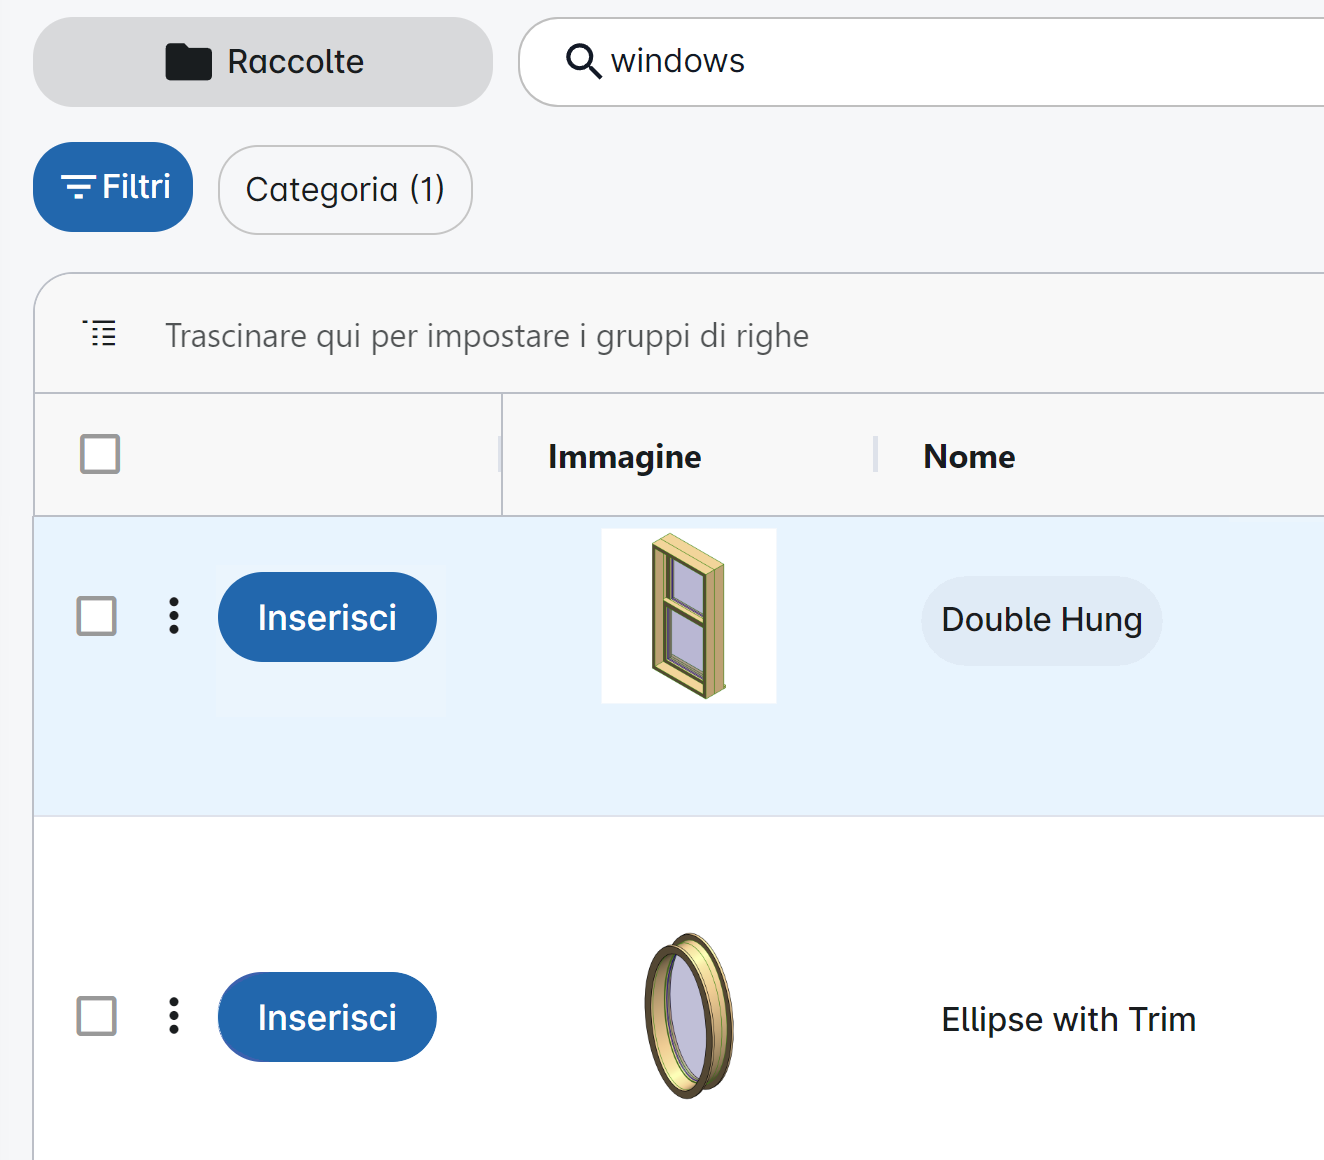 Raccolte
windows
Filtri
Categoria (1)
Trascinare qui per impostare i gruppi di righe
Immagine
Nome
Inserisci
Double Hung
Inserisci
Ellipse with Trim